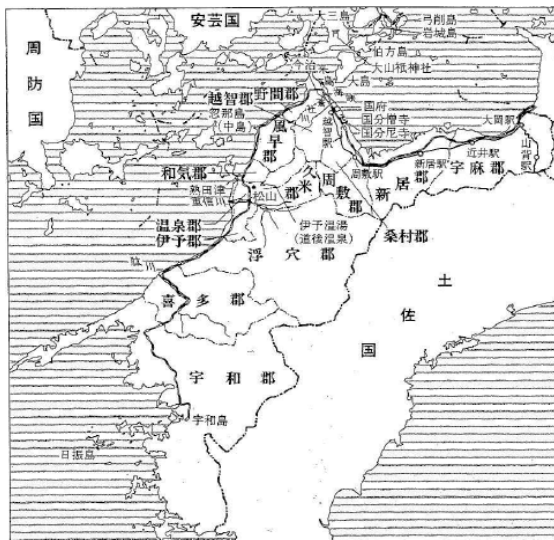 安芸国
周防国
大三島
弓削島
岩城島
伯方島
大山祇神社
今治
大島
越智郡
野間郡
忽那島
(中島)
風早郡
国府
国分僧寺
国分尼寺
越智駅
大岡駅
山背駅
近井駅
新居駅
周敷駅
宇麻郡
新居郡
周敷郡
桑村郡
久米郡
和気郡
熟田津
重信川
松山
温泉郡
伊予郡
伊予温湯
(道後温泉)
浮穴郡
肱川
喜多郡
土佐国
宇和郡
宇和島
日振島